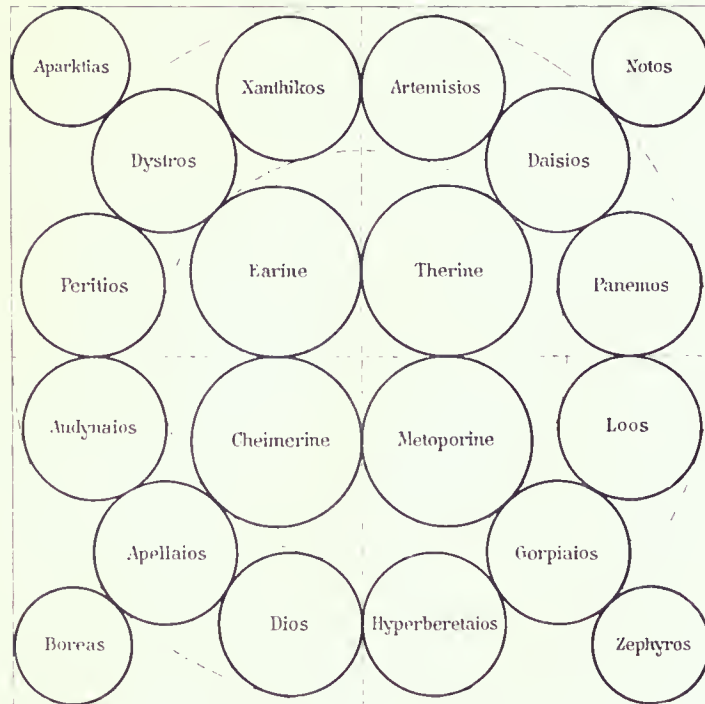 Aparktias
Xanthikos
Artemisios
Notos
Dystros
Daisios
Peritios
Earine
Therine
Panemos
Audynaios
Cheimerine
Metoporine
Loos
Apellaios
Gorpiaios
Dios
Hyperberetaios
Boreas
Zephyros